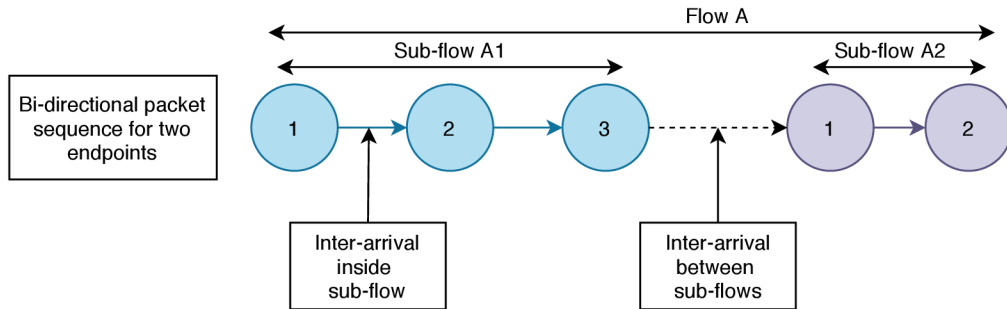 Flow A
Sub-flow A1
Sub-flow A2
Bi-directional packet
sequence for two
endpoints
1
2
3
1
2
Inter-arrival
inside
sub-flow
Inter-arrival
between
sub-flows